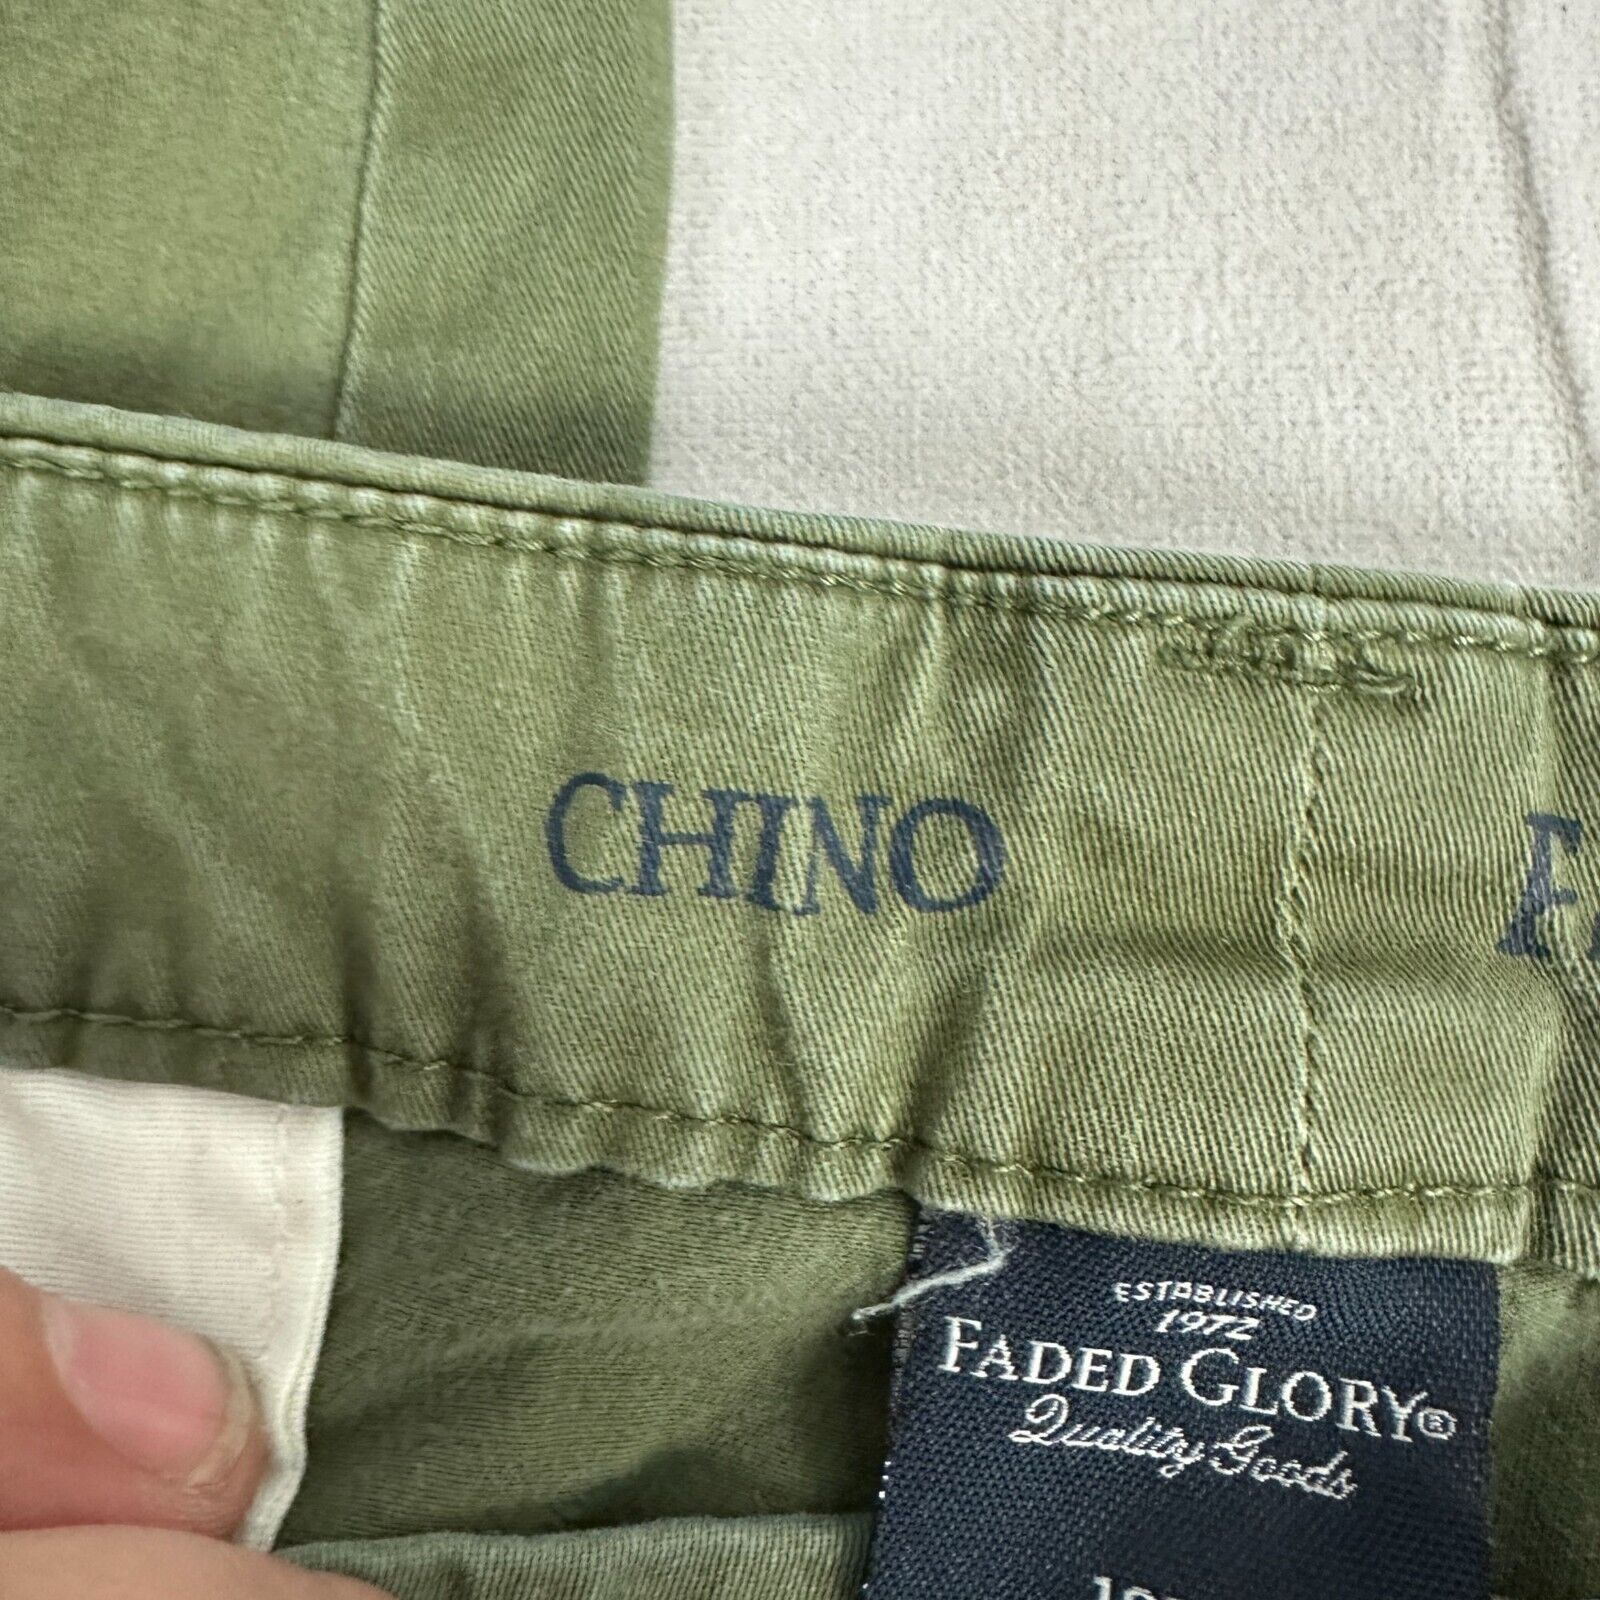 CHINO
ESTABLISHED
1972
FADED GLORY®
Quality Goods